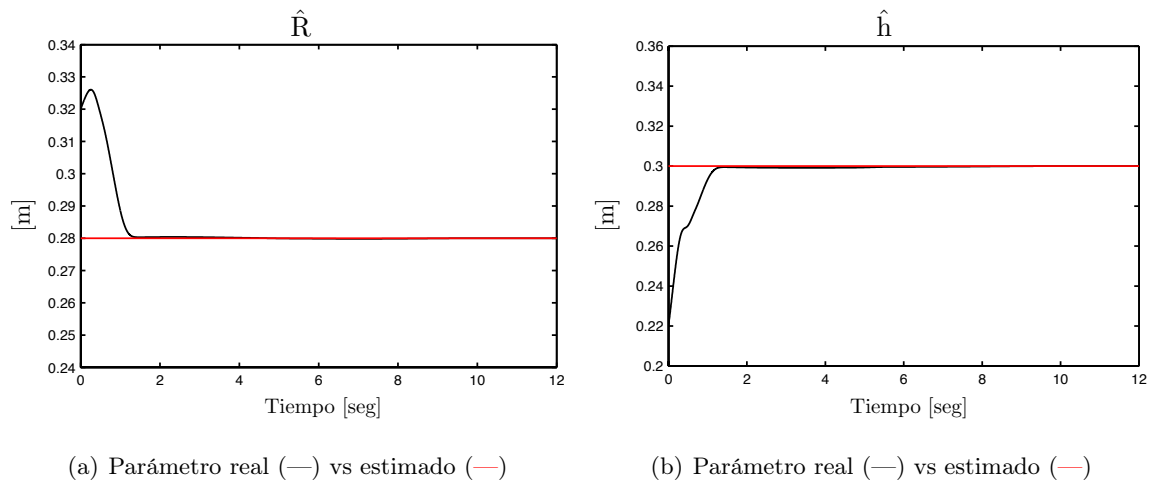 R̂
0.34
0.33
0.32
0.31
0.3
0.29
0.28
0.27
0.26
0.25
0.24
[m]
0 2 4 6 8 10 12
Tiempo [seg]
(a) Parámetro real (—) vs estimado (—)
ĥ
0.36
0.34
0.32
0.3
0.28
0.26
0.24
0.22
0.2
[m]
0 2 4 6 8 10 12
Tiempo [seg]
(b) Parámetro real (—) vs estimado (—)